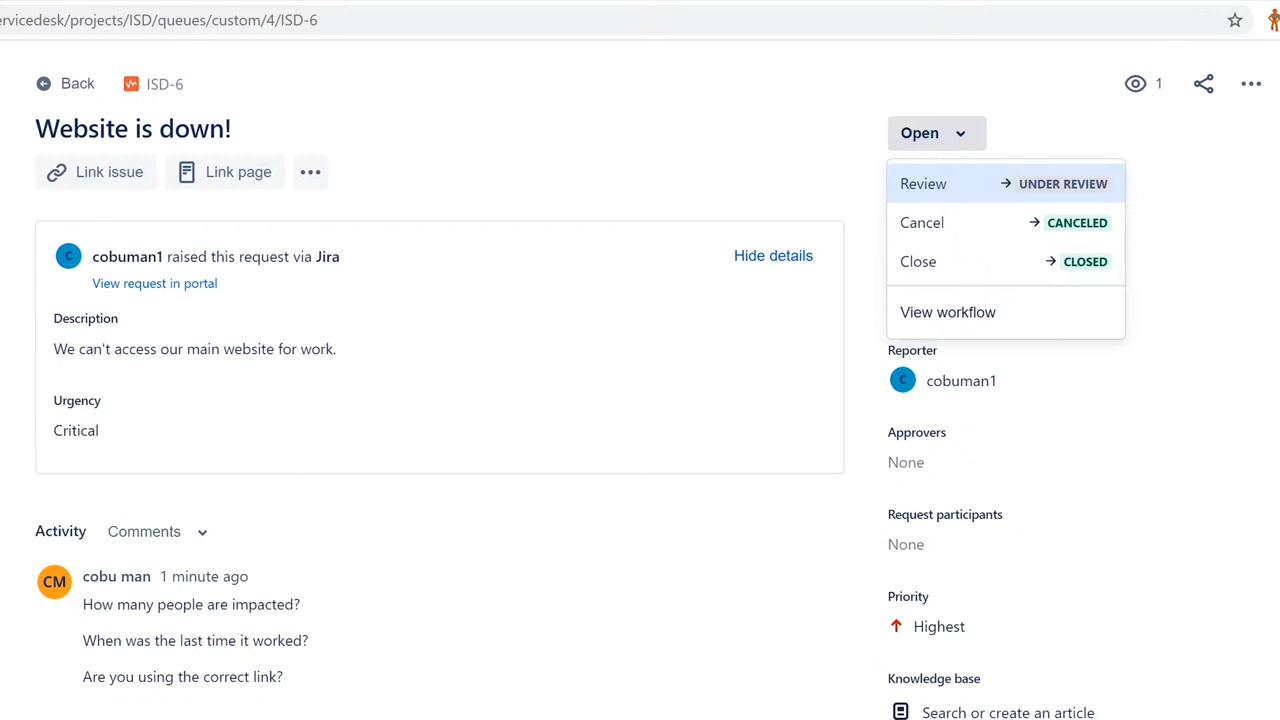 ervicedesk/projects/ISD/queues/custom/4/ISD-6
Back
ISD-6
1
Website is down!
Link issue
Link page
C
cobuman1 raised this request via Jira
Hide details
View request in portal
Description
We can't access our main website for work.
Urgency
Critical
Activity
Comments
CM
cobu man 1 minute ago
How many people are impacted?
When was the last time it worked?
Are you using the correct link?
Open
Review → UNDER REVIEW
Cancel → CANCELED
Close → CLOSED
View workflow
Reporter
C
cobuman1
Approvers
None
Request participants
None
Priority
Highest
Knowledge base
Search or create an article